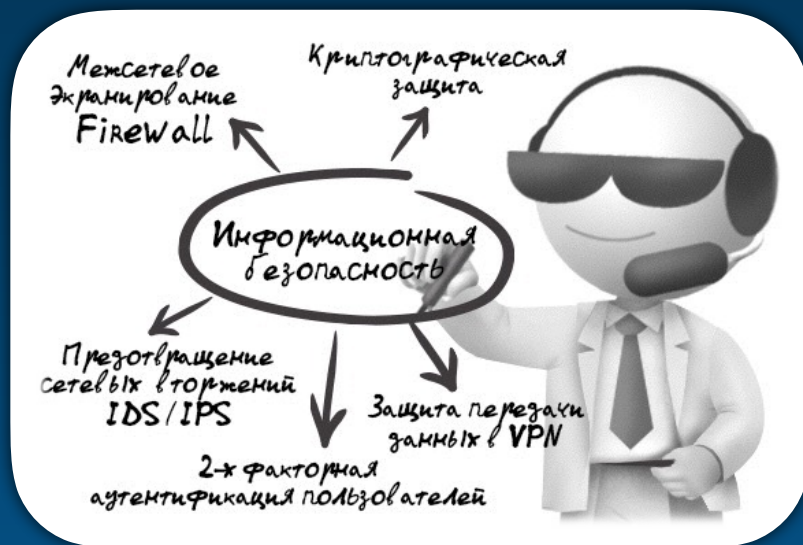 Межсетевое
Экранирование
Firewall
Криптографическая
защита
Информационная
безопасность
Предотвращение
сетевых вторжений
IDS/IPS
2-х факторная
аутентификация пользователей
Защита передачи
данных в VPN